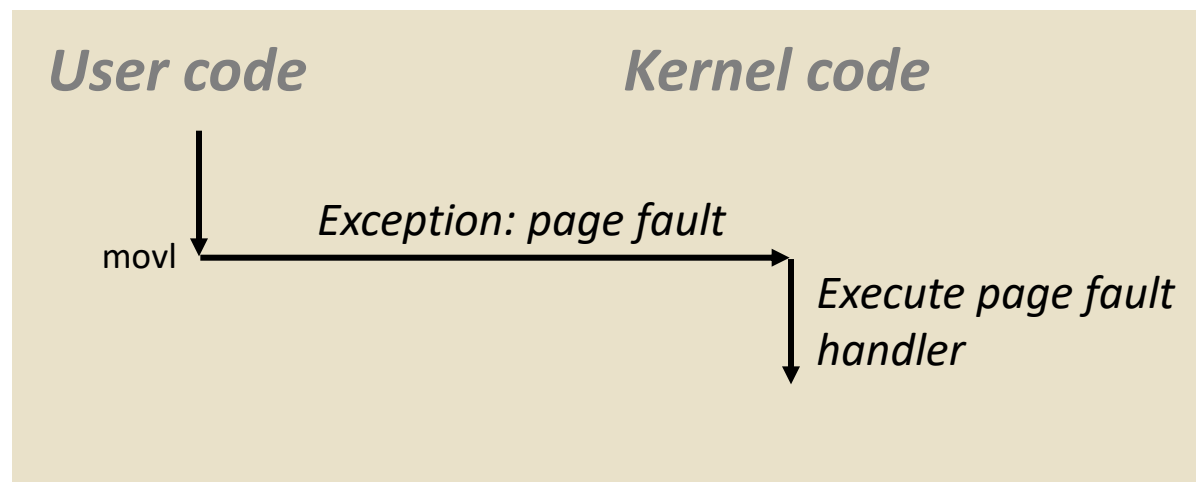 User code
Kernel code
Exception: page fault
movl
Execute page fault
handler